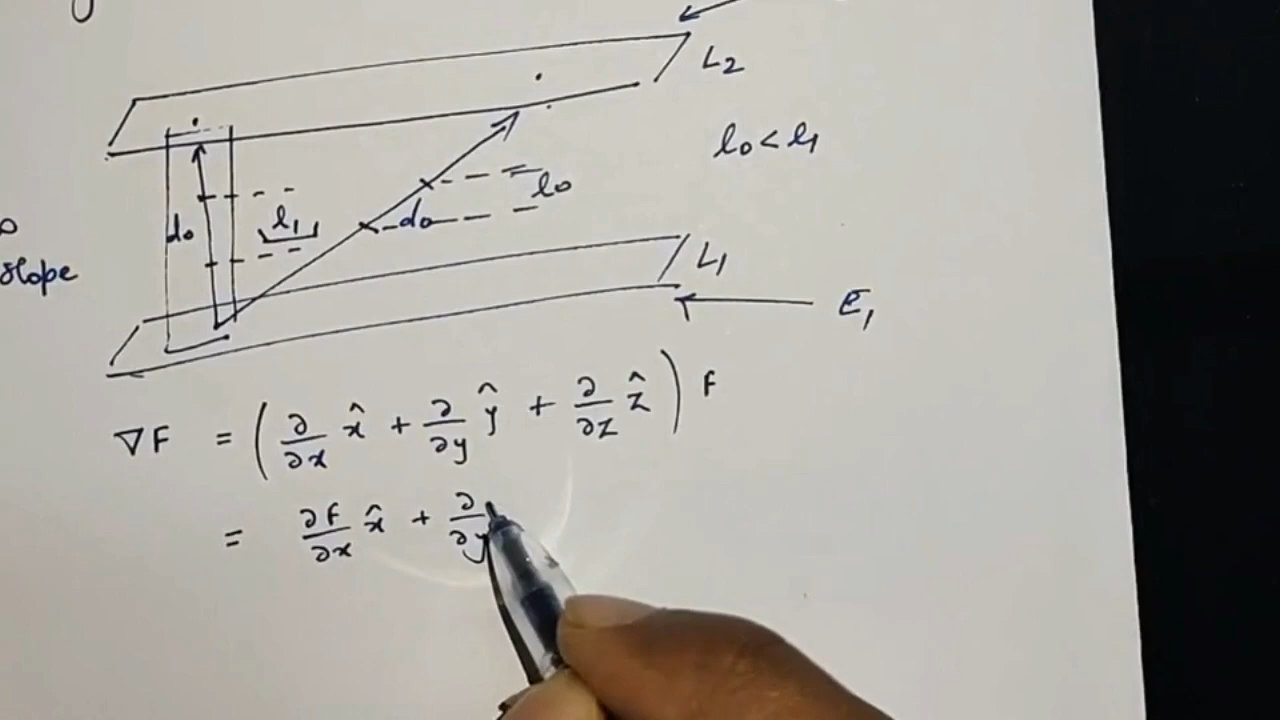 L₂
l₀ < l₁
l₀
d₀
l₁
d₀
slope
L₁
E₁
∇F = (∂/∂x x̂ + ∂/∂y ŷ + ∂/∂z ẑ) F
= ∂F/∂x x̂ + ∂/∂y